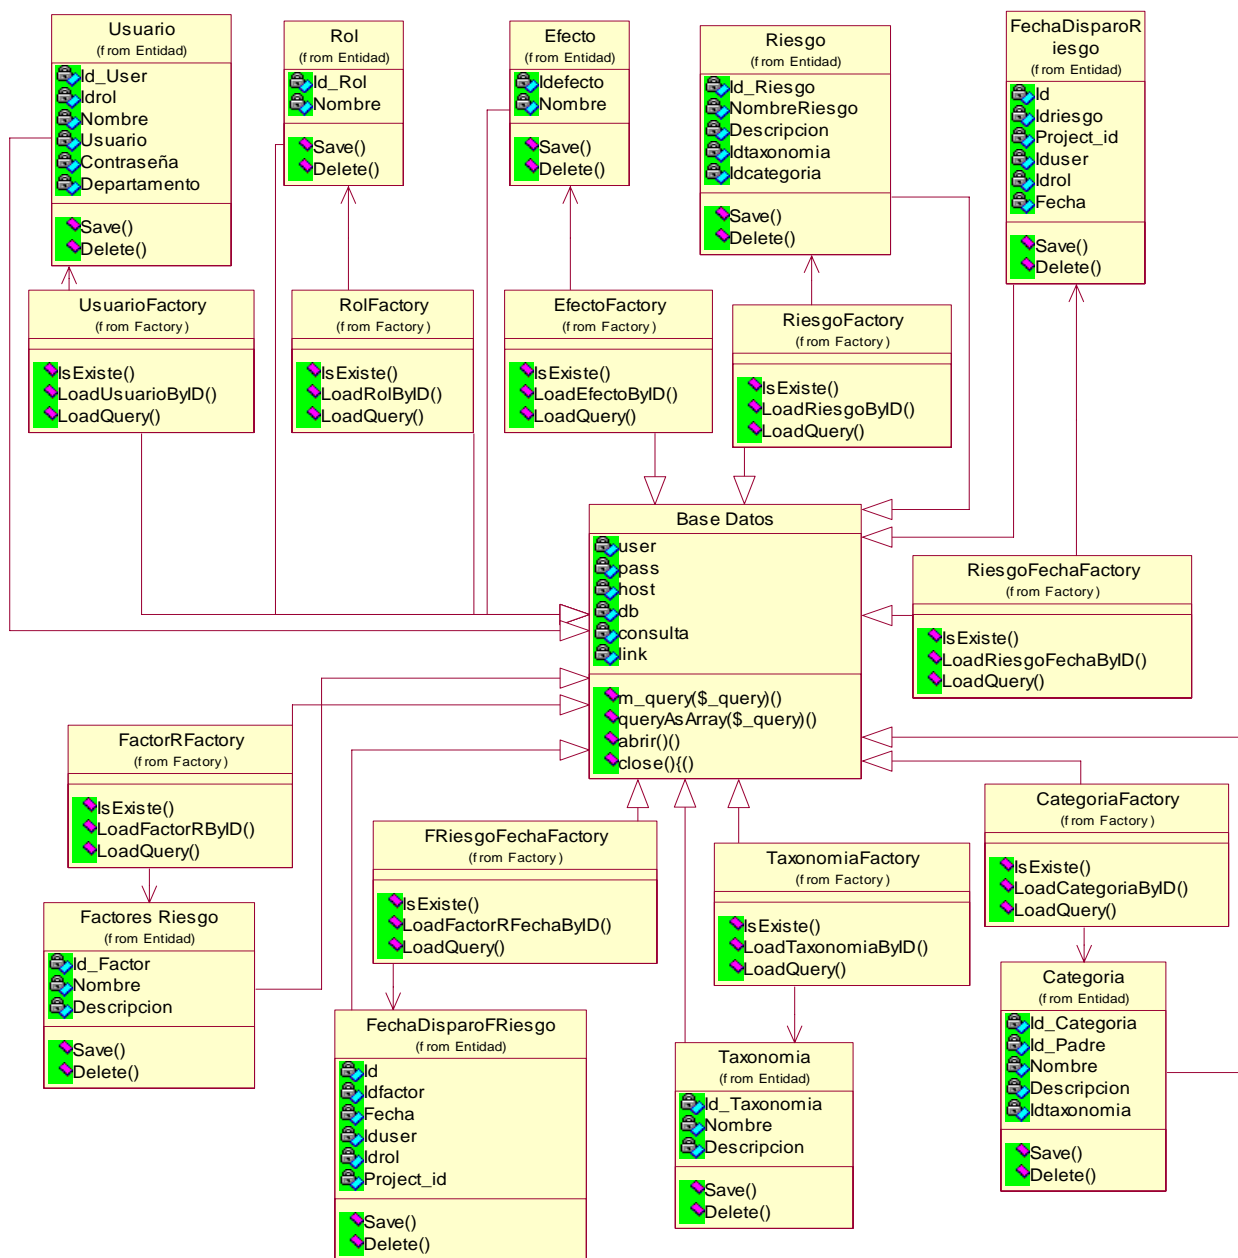 Usuario
(from Entidad)
Id_User
Idrol
Nombre
Usuario
Contraseña
Departamento
Save()
Delete()
Rol
(from Entidad)
Id_Rol
Nombre
Save()
Delete()
Efecto
(from Entidad)
Idefecto
Nombre
Save()
Delete()
Riesgo
(from Entidad)
Id_Riesgo
NombreRiesgo
Descripcion
Idtaxonomia
Idcategoria
Save()
Delete()
FechaDisparoR
iesgo
(from Entidad)
Id
Idriesgo
Project_id
Iduser
Idrol
Fecha
Save()
Delete()
UsuarioFactory
(from Factory)
IsExiste()
LoadUsuarioByID()
LoadQuery()
RolFactory
(from Factory)
IsExiste()
LoadRolByID()
LoadQuery()
EfectoFactory
(from Factory)
IsExiste()
LoadEfectoByID()
LoadQuery()
RiesgoFactory
(from Factory)
IsExiste()
LoadRiesgoByID()
LoadQuery()
Base Datos
user
pass
host
db
consulta
link
m_query($_query)()
queryAsArray($_query)()
abrir()()
close(){()
RiesgoFechaFactory
(from Factory)
IsExiste()
LoadRiesgoFechaByID()
LoadQuery()
FactorRFactory
(from Factory)
IsExiste()
LoadFactorRByID()
LoadQuery()
FRiesgoFechaFactory
(from Factory)
IsExiste()
LoadFactorRFechaByID()
LoadQuery()
TaxonomiaFactory
(from Factory)
IsExiste()
LoadTaxonomiaByID()
LoadQuery()
CategoriaFactory
(from Factory)
IsExiste()
LoadCategoriaByID()
LoadQuery()
Factores Riesgo
(from Entidad)
Id_Factor
Nombre
Descripcion
Save()
Delete()
FechaDisparoFRiesgo
(from Entidad)
Id
Idfactor
Fecha
Iduser
Idrol
Project_id
Save()
Delete()
Taxonomia
(from Entidad)
Id_Taxonomia
Nombre
Descripcion
Save()
Delete()
Categoria
(from Entidad)
Id_Categoria
Id_Padre
Nombre
Descripcion
Idtaxonomia
Save()
Delete()